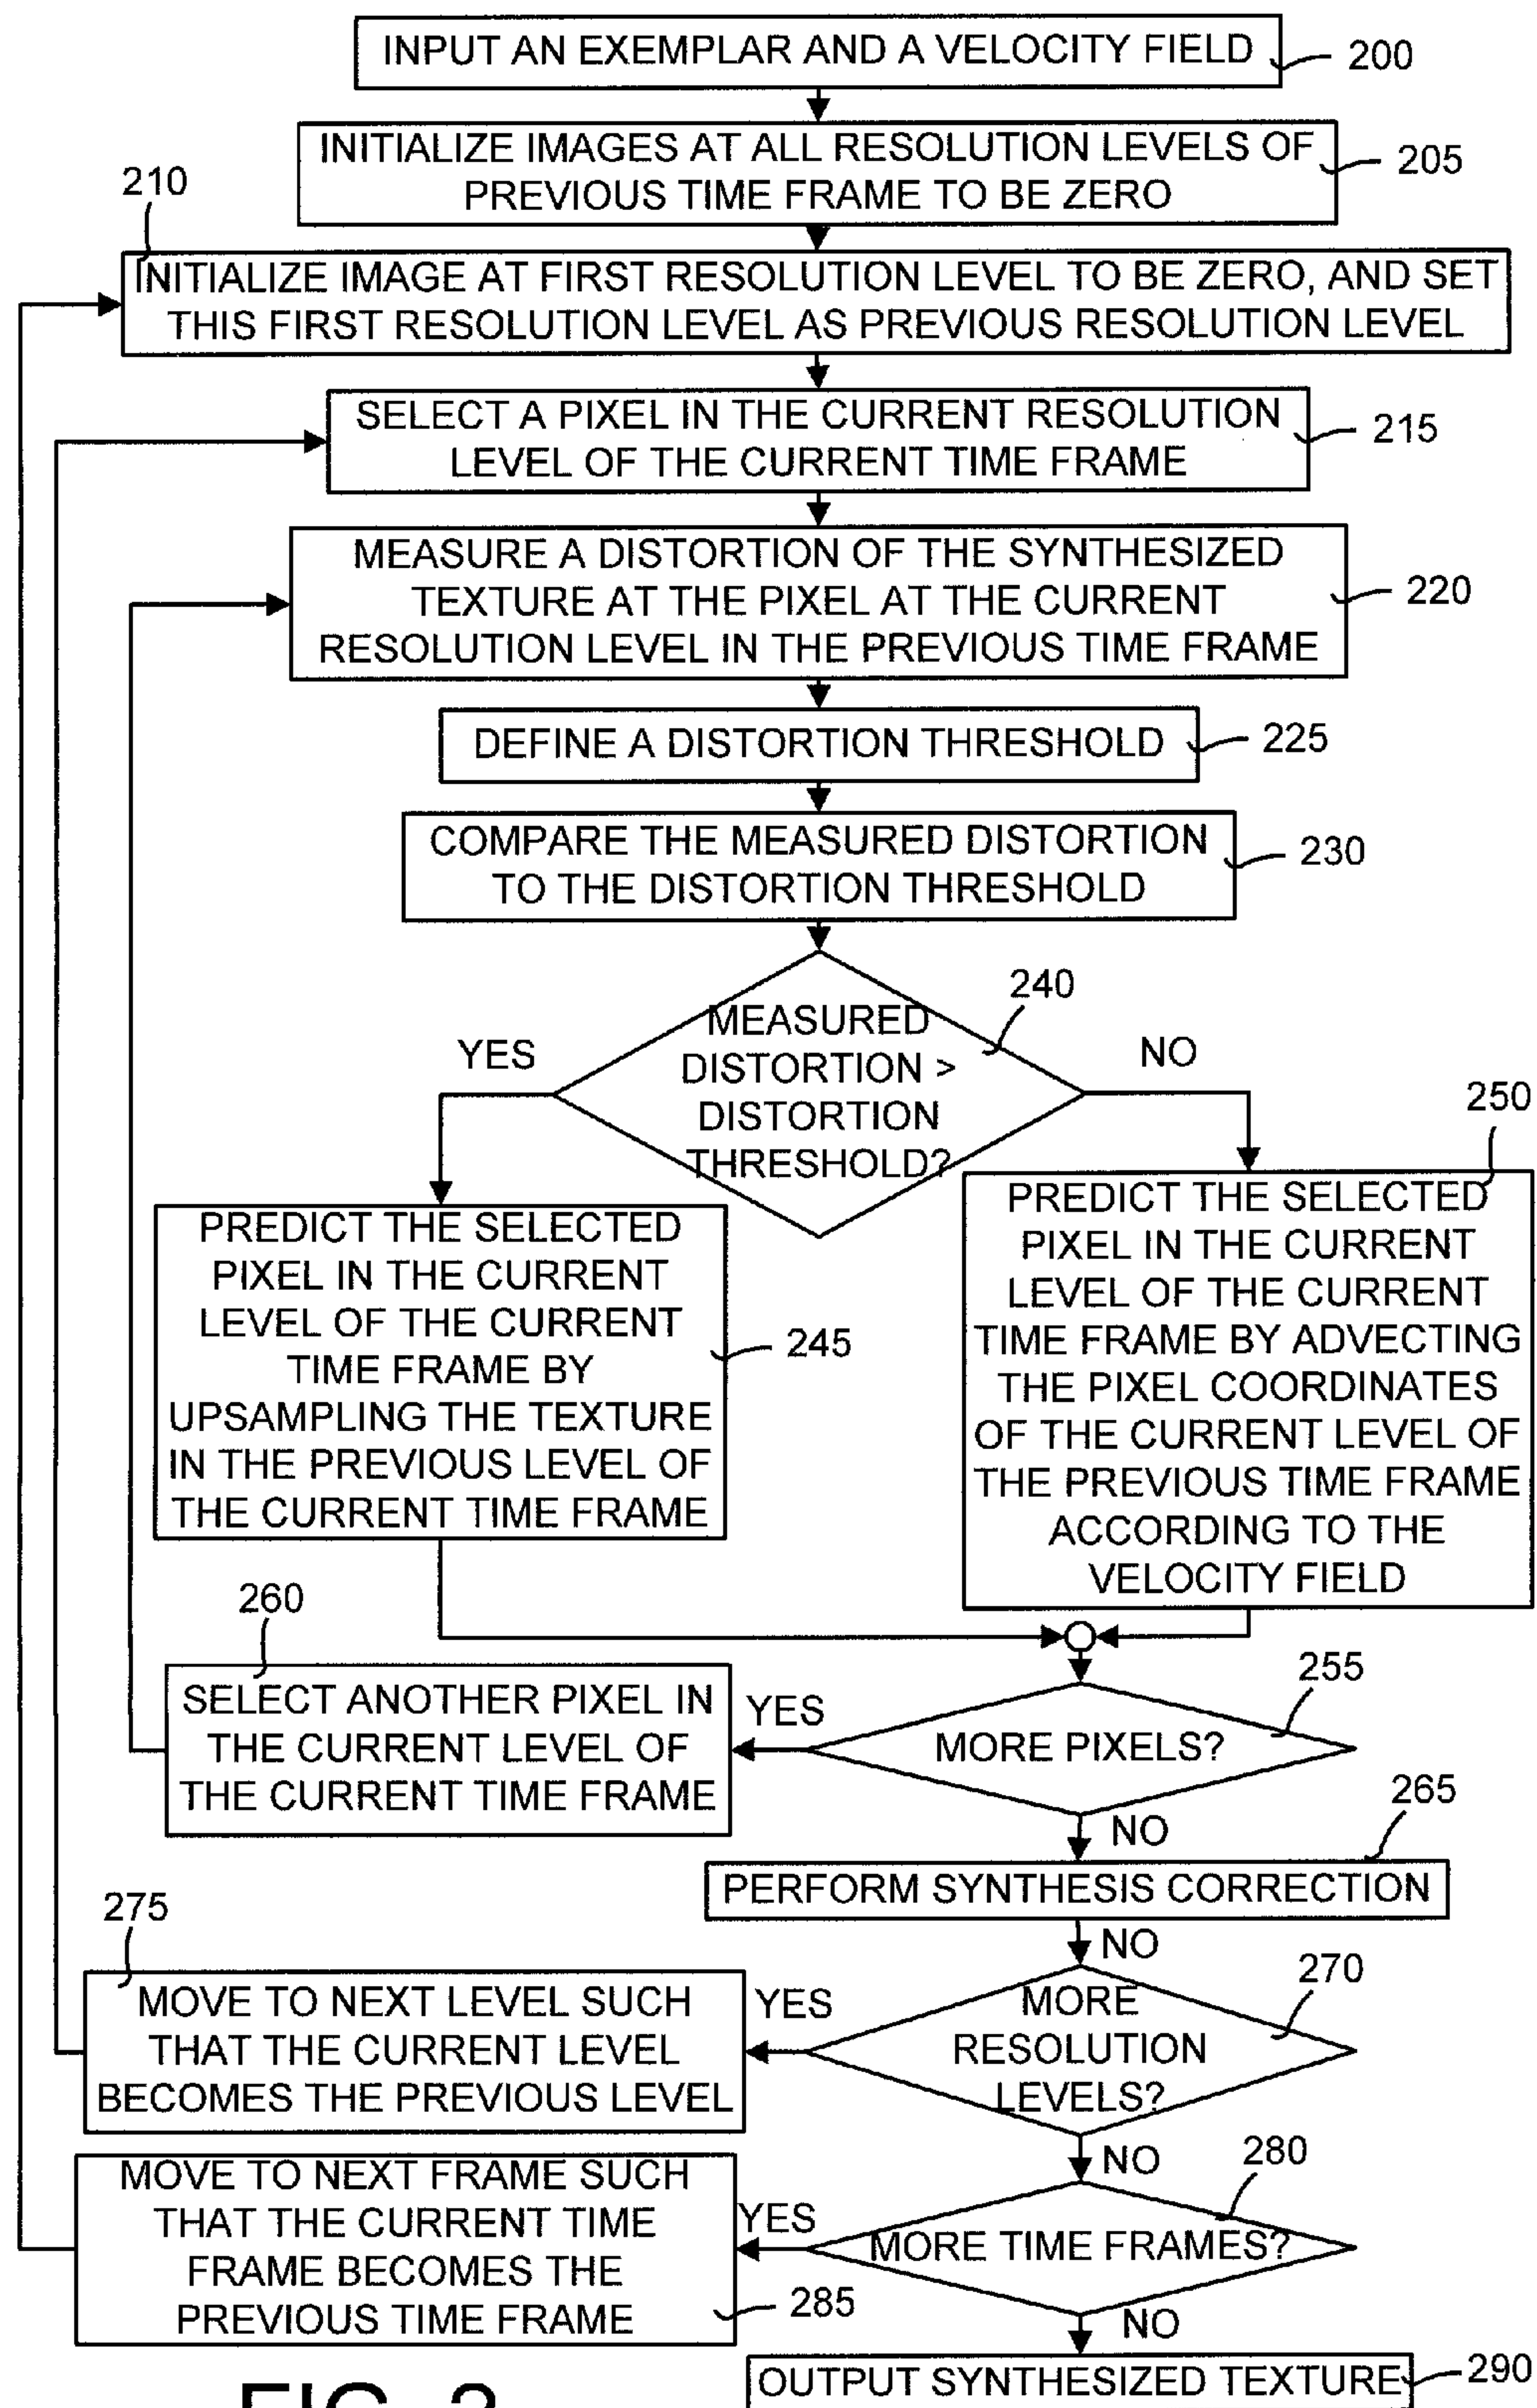 INPUT AN EXEMPLAR AND A VELOCITY FIELD
200
INITIALIZE IMAGES AT ALL RESOLUTION LEVELS OF
PREVIOUS TIME FRAME TO BE ZERO
205
210
INITIALIZE IMAGE AT FIRST RESOLUTION LEVEL TO BE ZERO, AND SET
THIS FIRST RESOLUTION LEVEL AS PREVIOUS RESOLUTION LEVEL
SELECT A PIXEL IN THE CURRENT RESOLUTION
LEVEL OF THE CURRENT TIME FRAME
215
MEASURE A DISTORTION OF THE SYNTHESIZED
TEXTURE AT THE PIXEL AT THE CURRENT
RESOLUTION LEVEL IN THE PREVIOUS TIME FRAME
220
DEFINE A DISTORTION THRESHOLD
225
COMPARE THE MEASURED DISTORTION
TO THE DISTORTION THRESHOLD
230
240
MEASURED
DISTORTION >
DISTORTION
THRESHOLD?
YES
NO
250
PREDICT THE SELECTED
PIXEL IN THE CURRENT
LEVEL OF THE CURRENT
TIME FRAME BY
UPSAMPLING THE TEXTURE
IN THE PREVIOUS LEVEL OF
THE CURRENT TIME FRAME
245
PREDICT THE SELECTED
PIXEL IN THE CURRENT
LEVEL OF THE CURRENT
TIME FRAME BY ADVECTING
THE PIXEL COORDINATES
OF THE CURRENT LEVEL OF
THE PREVIOUS TIME FRAME
ACCORDING TO THE
VELOCITY FIELD
260
SELECT ANOTHER PIXEL IN
THE CURRENT LEVEL OF
THE CURRENT TIME FRAME
YES
MORE PIXELS?
255
NO
265
PERFORM SYNTHESIS CORRECTION
NO
275
MOVE TO NEXT LEVEL SUCH
THAT THE CURRENT LEVEL
BECOMES THE PREVIOUS LEVEL
YES
MORE
RESOLUTION
LEVELS?
270
NO
MOVE TO NEXT FRAME SUCH
THAT THE CURRENT TIME
FRAME BECOMES THE
PREVIOUS TIME FRAME
285
YES
MORE TIME FRAMES?
280
NO
OUTPUT SYNTHESIZED TEXTURE
290